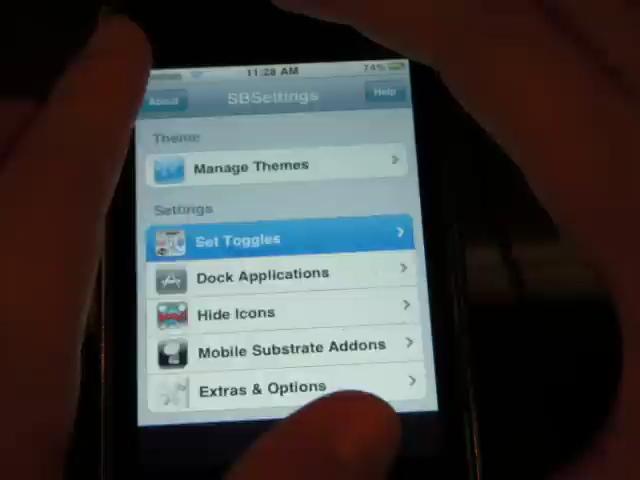 11:28 AM
74%
About
SBSettings
Help
Theme
Manage Themes
Settings
Set Toggles
Dock Applications
Hide Icons
Mobile Substrate Addons
Extras & Options